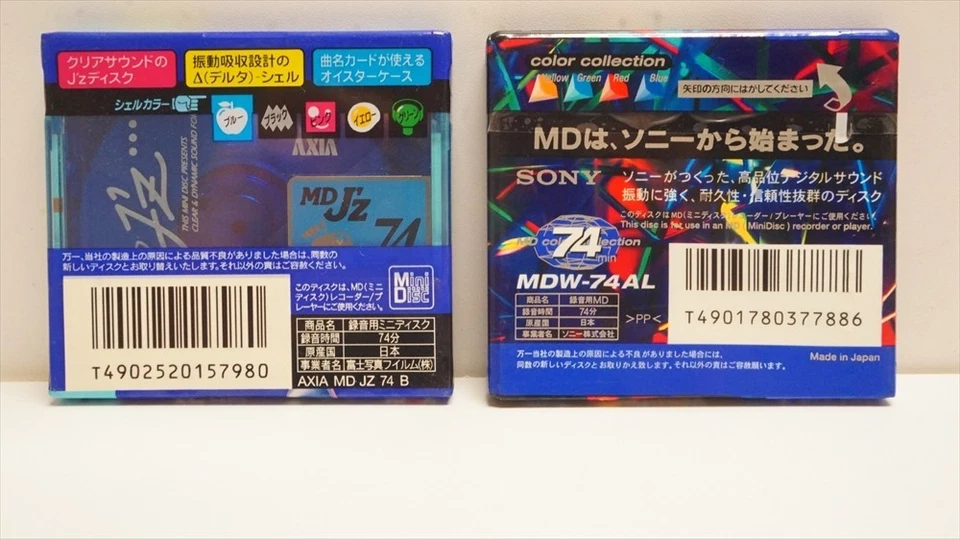 クリアサウンドの
J'zディスク
振動吸収設計の
Δ(デルタ)-シェル
曲名カードが使える
オイスターケース
シェルカラー
ブルー
ブラック
ピンク
イエロー
グリーン
AXIA
J'z
THIS MINI DISC PRESENTS
CLEAR & DYNAMIC SOUND FO
MD J'z
74
万一、当社の製造上の原因による品質不良がありました場合は、同数の
新しいディスクとお取り替えいたします。それ以外の責はご容赦ください。
このディスクは、MD(ミニ
ディスク)レコーダー/プ
レーヤーにご使用ください。
Mini
Disc
T4902520157980
商品名 録音用ミニディスク
録音時間 74分
原産国 日本
事業者名 富士写真フイルム(株)
AXIA MD JZ 74 B
color collection
Yellow Green Red Blue
矢印の方向にはがしてください
MDは、ソニーから始まった。
SONY
ソニーがつくった、高品位デジタルサウンド
振動に強く、耐久性・信頼性抜群のディスク
このディスクはMD(ミニディスク)レコーダー/プレーヤーにご使用ください。
This disc is for use in an MD (MiniDisc) recorder or player.
MD color collection
74
min
MDW-74AL
商品名 録音用MD
録音時間 74分
原産国 日本
事業者名 ソニー株式会社
>PP<
T4901780377886
Made in Japan
万一当社の製造上の原因による不良がありました場合には、
同数の新しいディスクとお取りかえ致します。それ以外の責はご容赦願います。